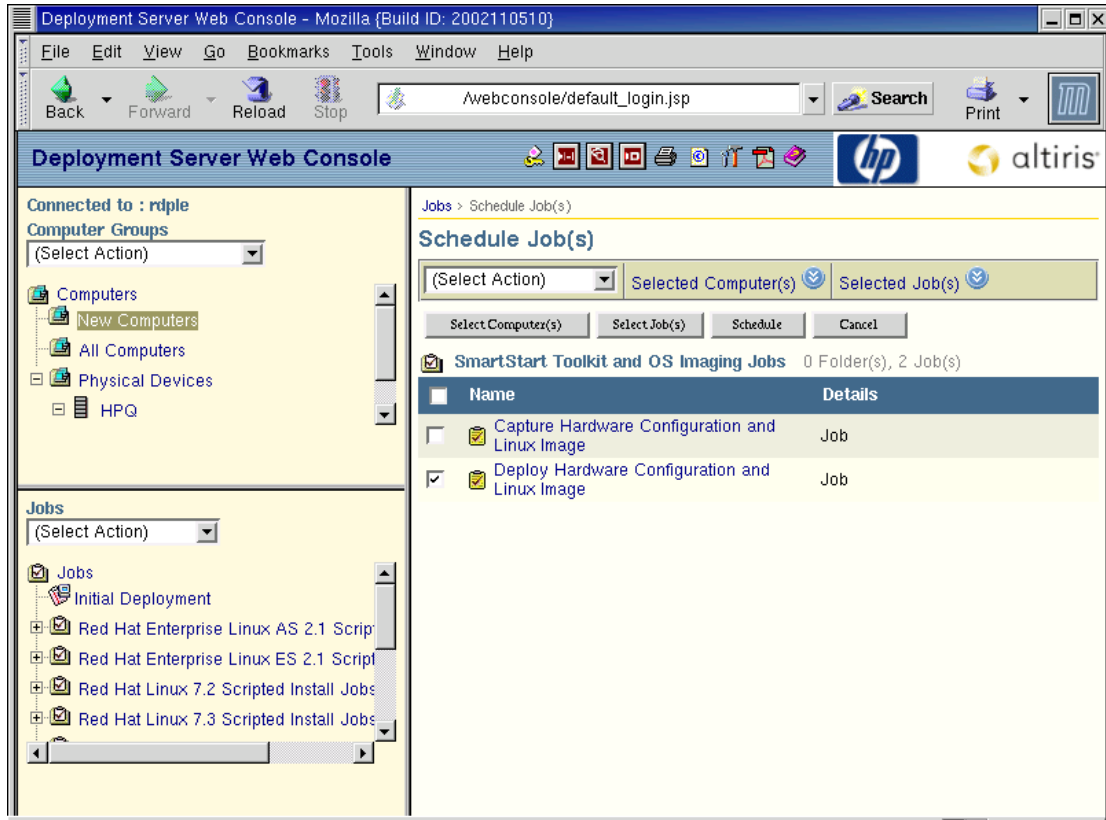 Deployment Server Web Console - Mozilla {Build ID: 2002110510}
File Edit View Go Bookmarks Tools Window Help
Back Forward Reload Stop /webconsole/default_login.jsp Search Print
Deployment Server Web Console
hp altiris
Connected to : rdple
Computer Groups
(Select Action)
Computers
New Computers
All Computers
Physical Devices
HPQ
Jobs
(Select Action)
Jobs
Initial Deployment
Red Hat Enterprise Linux AS 2.1 Script
Red Hat Enterprise Linux ES 2.1 Script
Red Hat Linux 7.2 Scripted Install Jobs
Red Hat Linux 7.3 Scripted Install Jobs
Jobs > Schedule Job(s)
Schedule Job(s)
(Select Action) Selected Computer(s) Selected Job(s)
Select Computer(s) Select Job(s) Schedule Cancel
SmartStart Toolkit and OS Imaging Jobs 0 Folder(s), 2 Job(s)
Name Details
Capture Hardware Configuration and
Linux Image
Job
Deploy Hardware Configuration and
Linux Image
Job